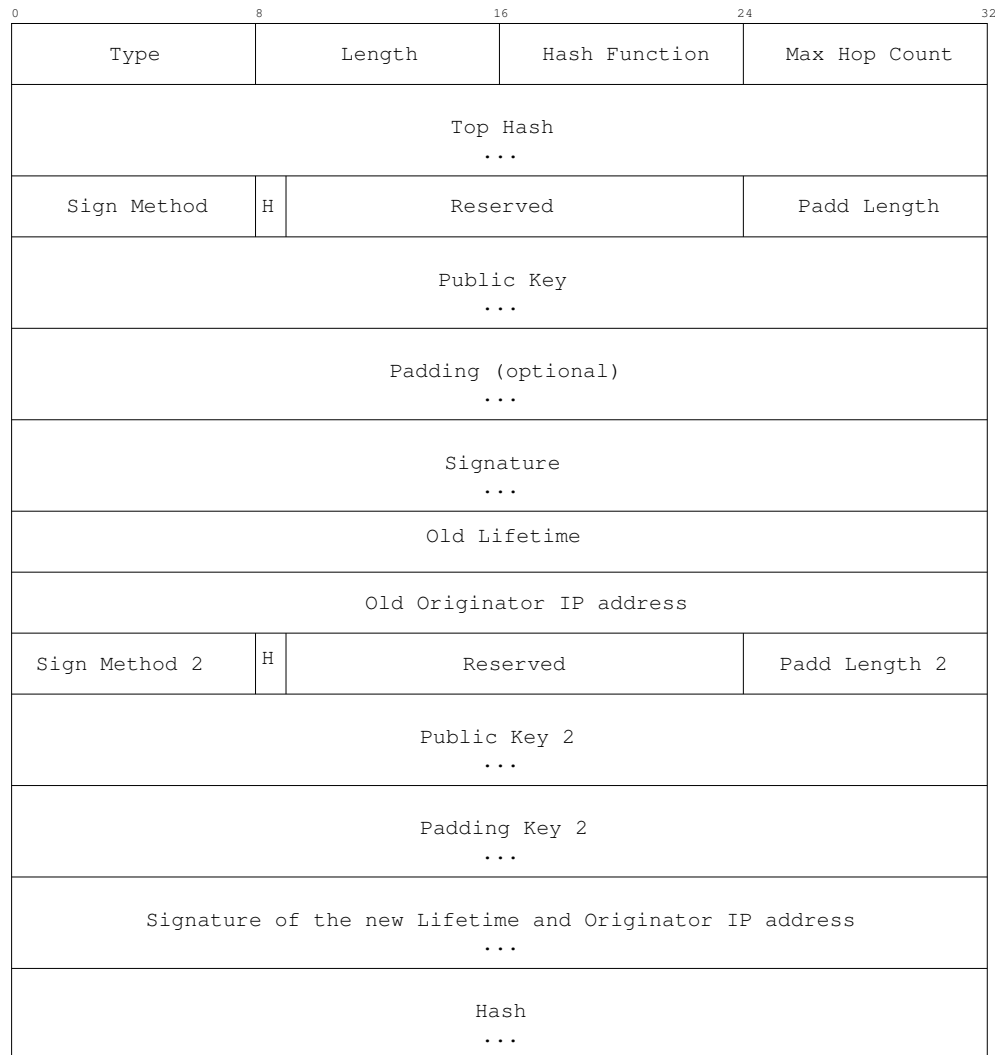 0 8 16 24 32
Type Length Hash Function Max Hop Count
Top Hash
...
Sign Method H Reserved Padd Length
Public Key
...
Padding (optional)
...
Signature
...
Old Lifetime
Old Originator IP address
Sign Method 2 H Reserved Padd Length 2
Public Key 2
...
Padding Key 2
...
Signature of the new Lifetime and Originator IP address
...
Hash
...